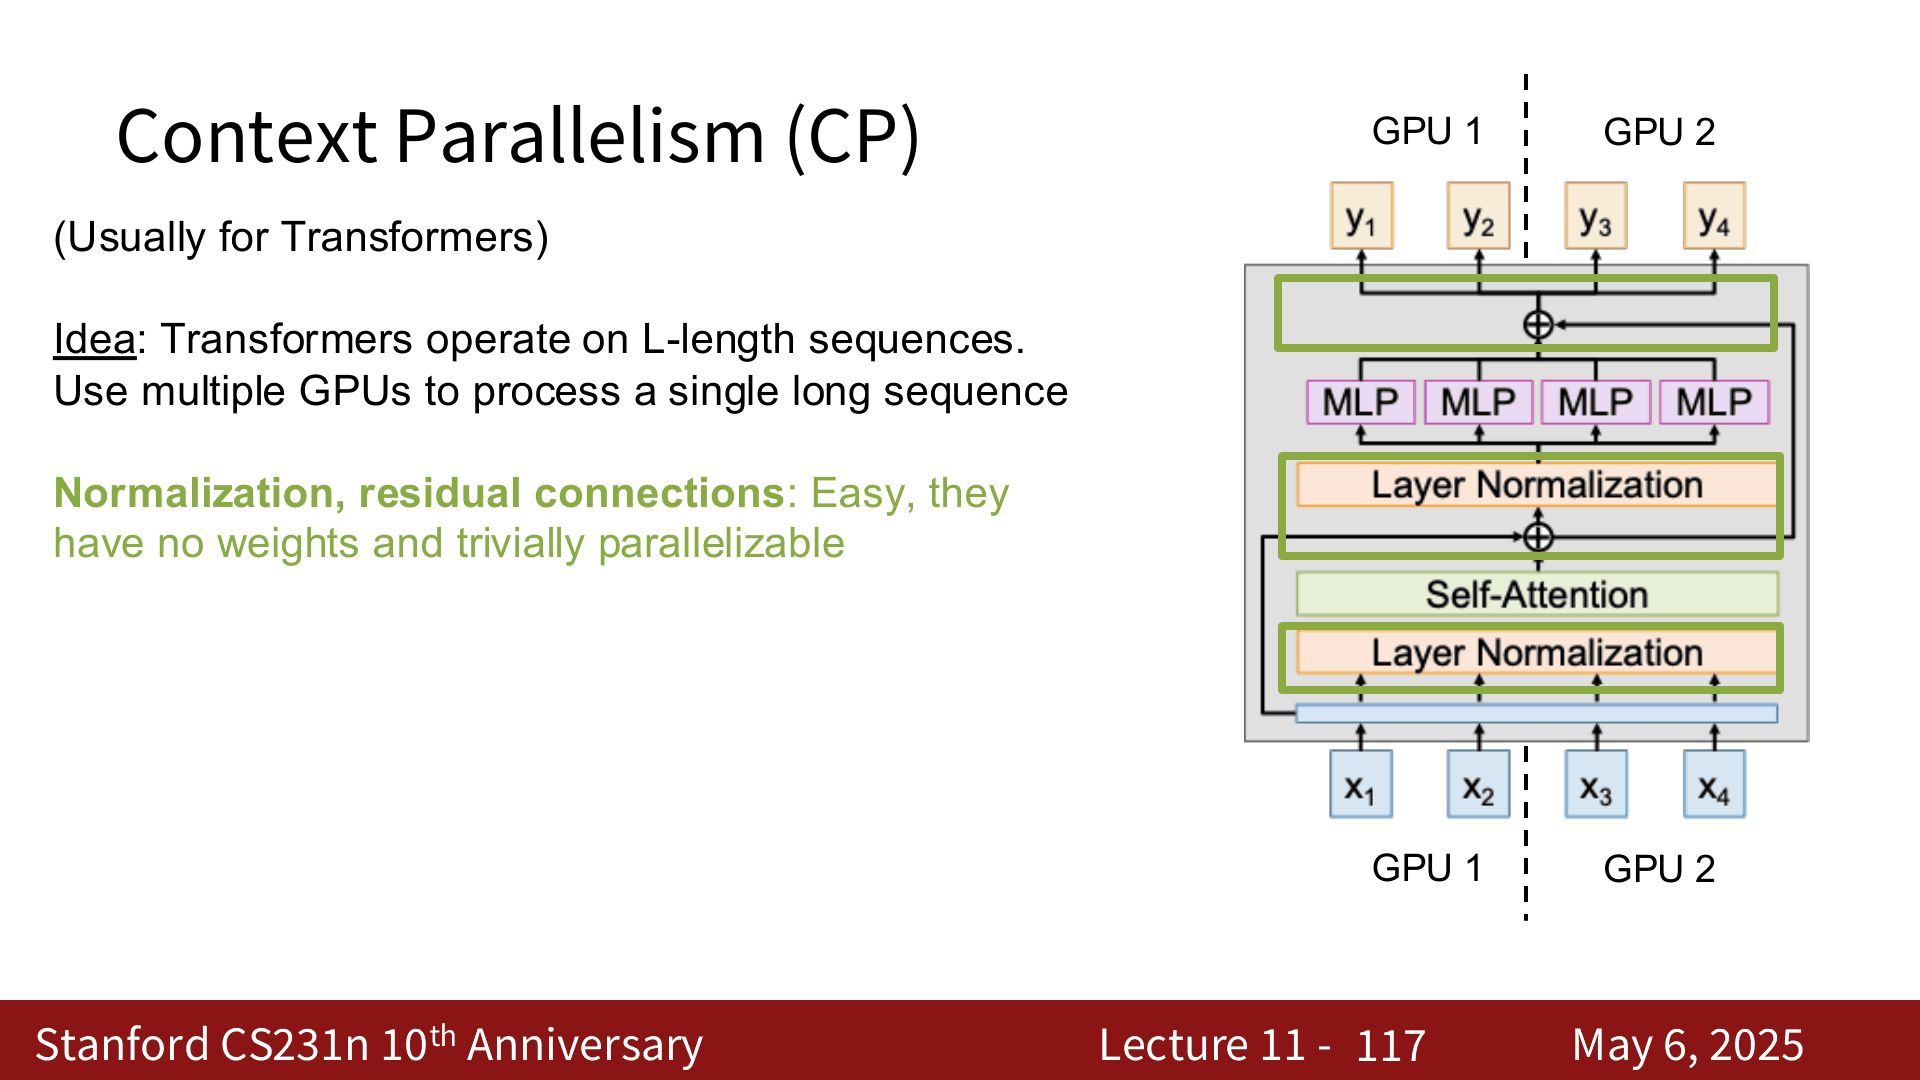 Context Parallelism (CP)
(Usually for Transformers)
Idea: Transformers operate on L-length sequences.
Use multiple GPUs to process a single long sequence
Normalization, residual connections: Easy, they
have no weights and trivially parallelizable
GPU 1 GPU 2
y₁ y₂ y₃ y₄
MLP MLP MLP MLP
Layer Normalization
Self-Attention
Layer Normalization
x₁ x₂ x₃ x₄
GPU 1 GPU 2
Stanford CS231n 10th Anniversary Lecture 11 - 117 May 6, 2025